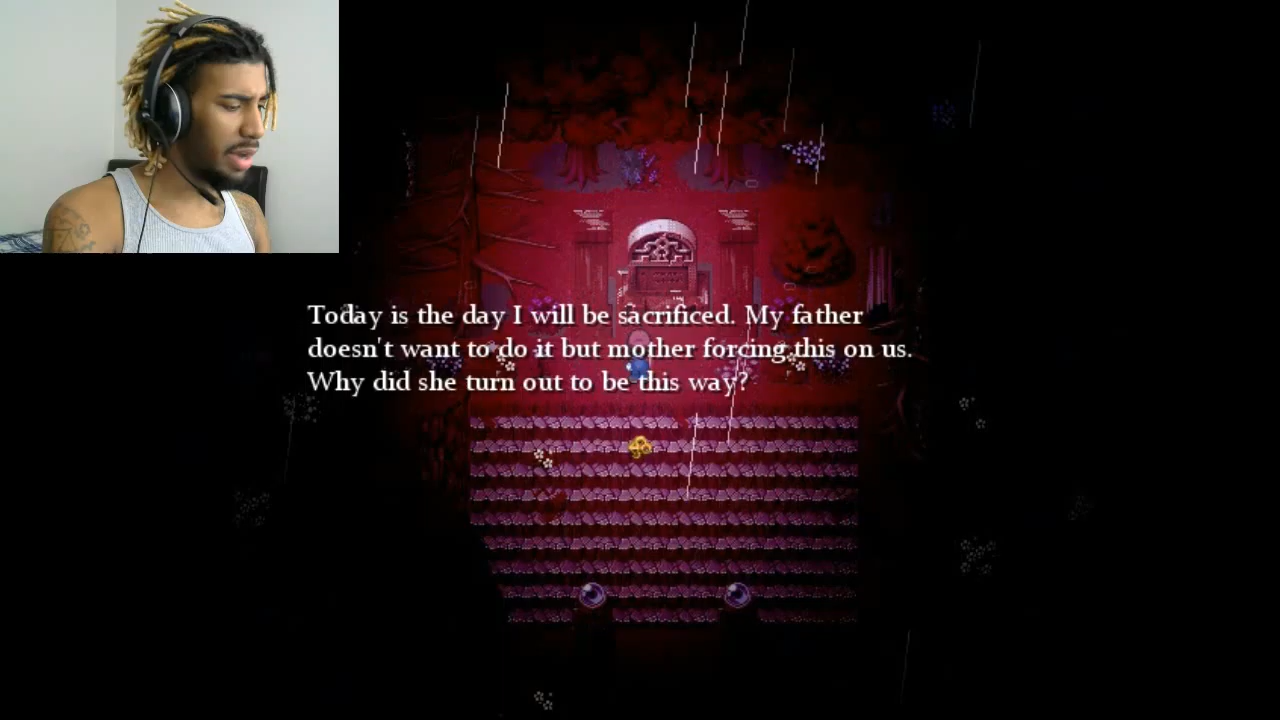 Today is the day I will be sacrificed. My father
doesn't want to do it but mother forcing this on us.
Why did she turn out to be this way?